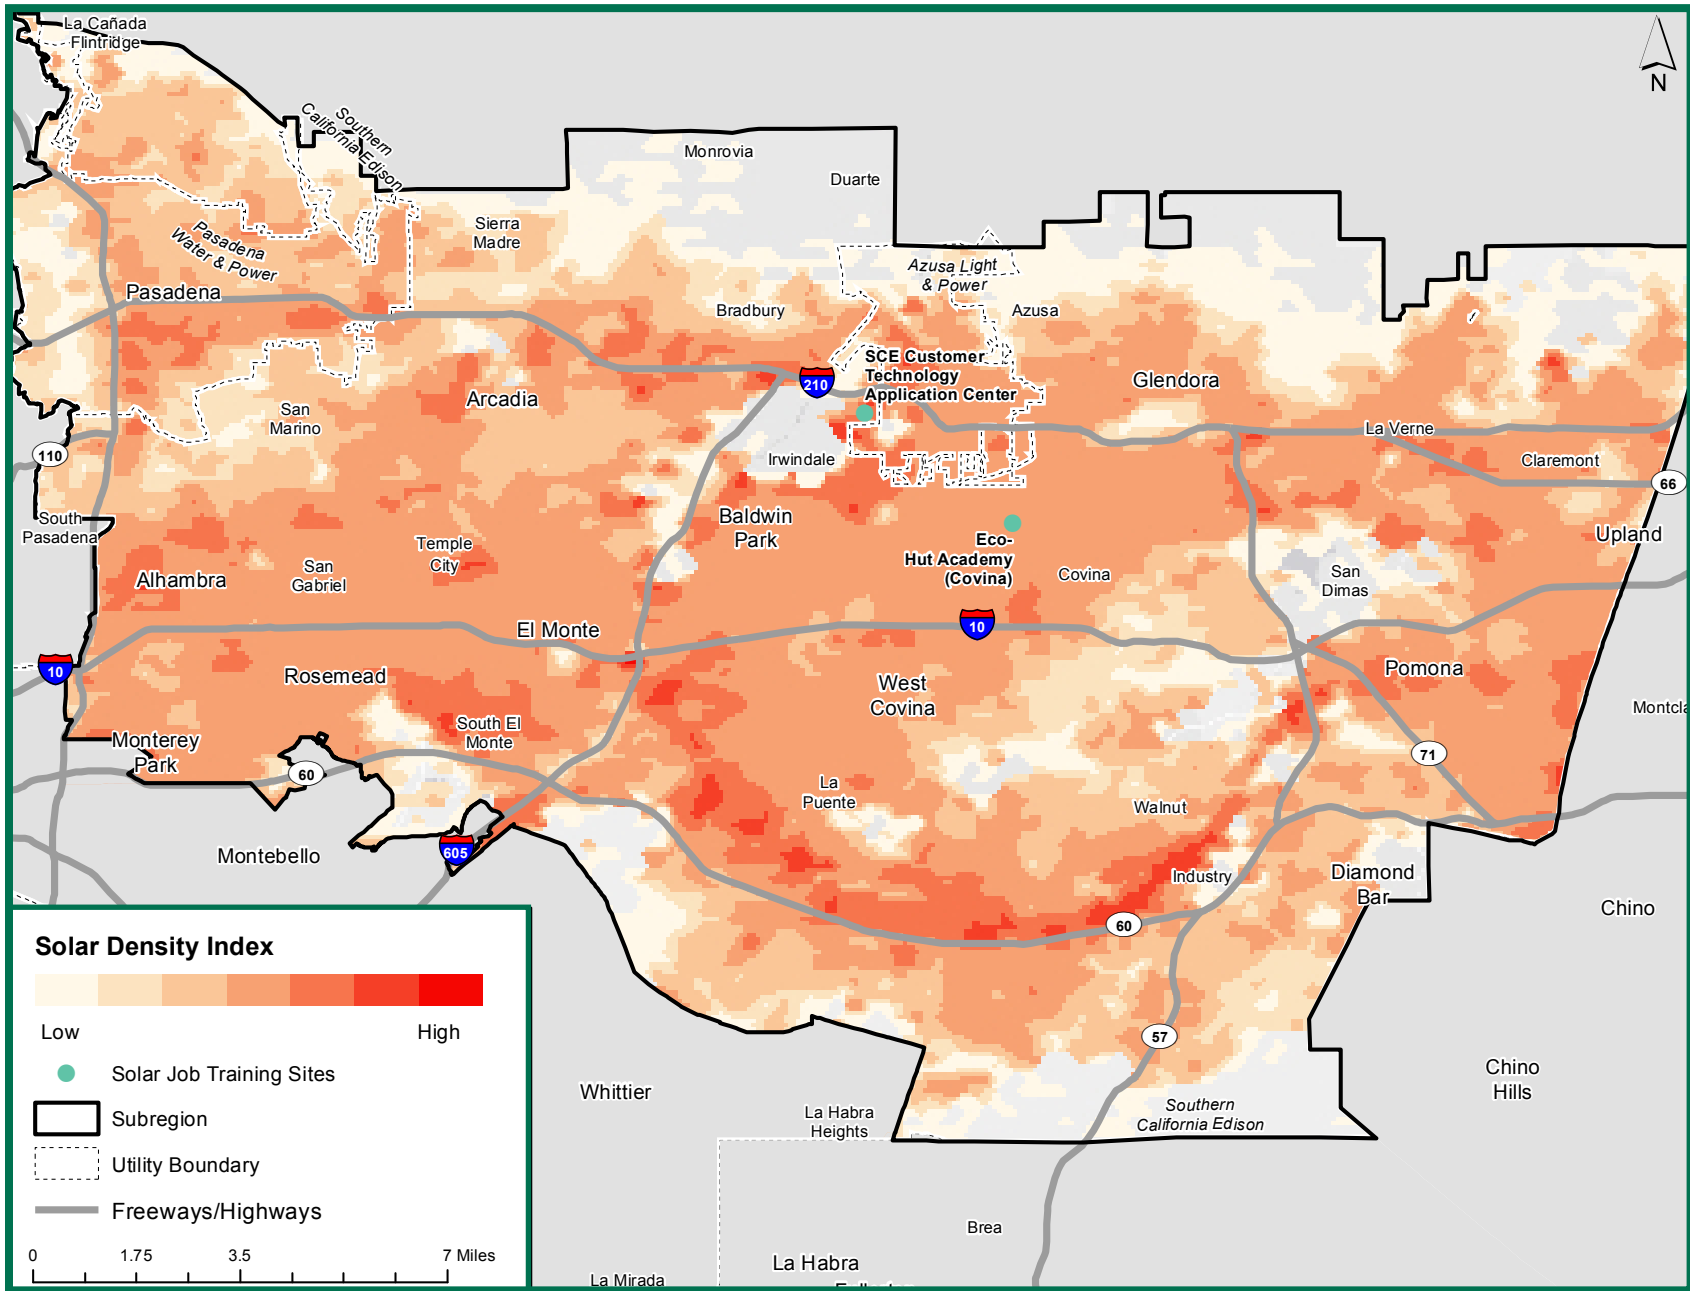 La Cañada
Flintridge
N
Southern
California Edison
Monrovia
Duarte
Sierra
Madre
Pasadena
Water & Power
Azusa Light
& Power
Pasadena
Bradbury
Azusa
SCE Customer
Technology
Application Center
210
Glendora
Arcadia
San
Marino
La Verne
110
Irwindale
Claremont
66
South
Pasadena
Baldwin
Park
Upland
Eco-
Hut Academy
(Covina)
Temple
City
San
Gabriel
Alhambra
Covina
San
Dimas
10
El Monte
10
Rosemead
West
Covina
Pomona
Montcla
South El
Monte
Monterey
Park
60
71
La
Puente
Walnut
Montebello
605
Industry
Diamond
Bar
60
Chino
57
Whittier
La Habra
Heights
Southern
California Edison
Chino
Hills
Brea
La Habra
La Mirada
Solar Density Index
Low
High
Solar Job Training Sites
Subregion
Utility Boundary
Freeways/Highways
0 1.75 3.5 7 Miles